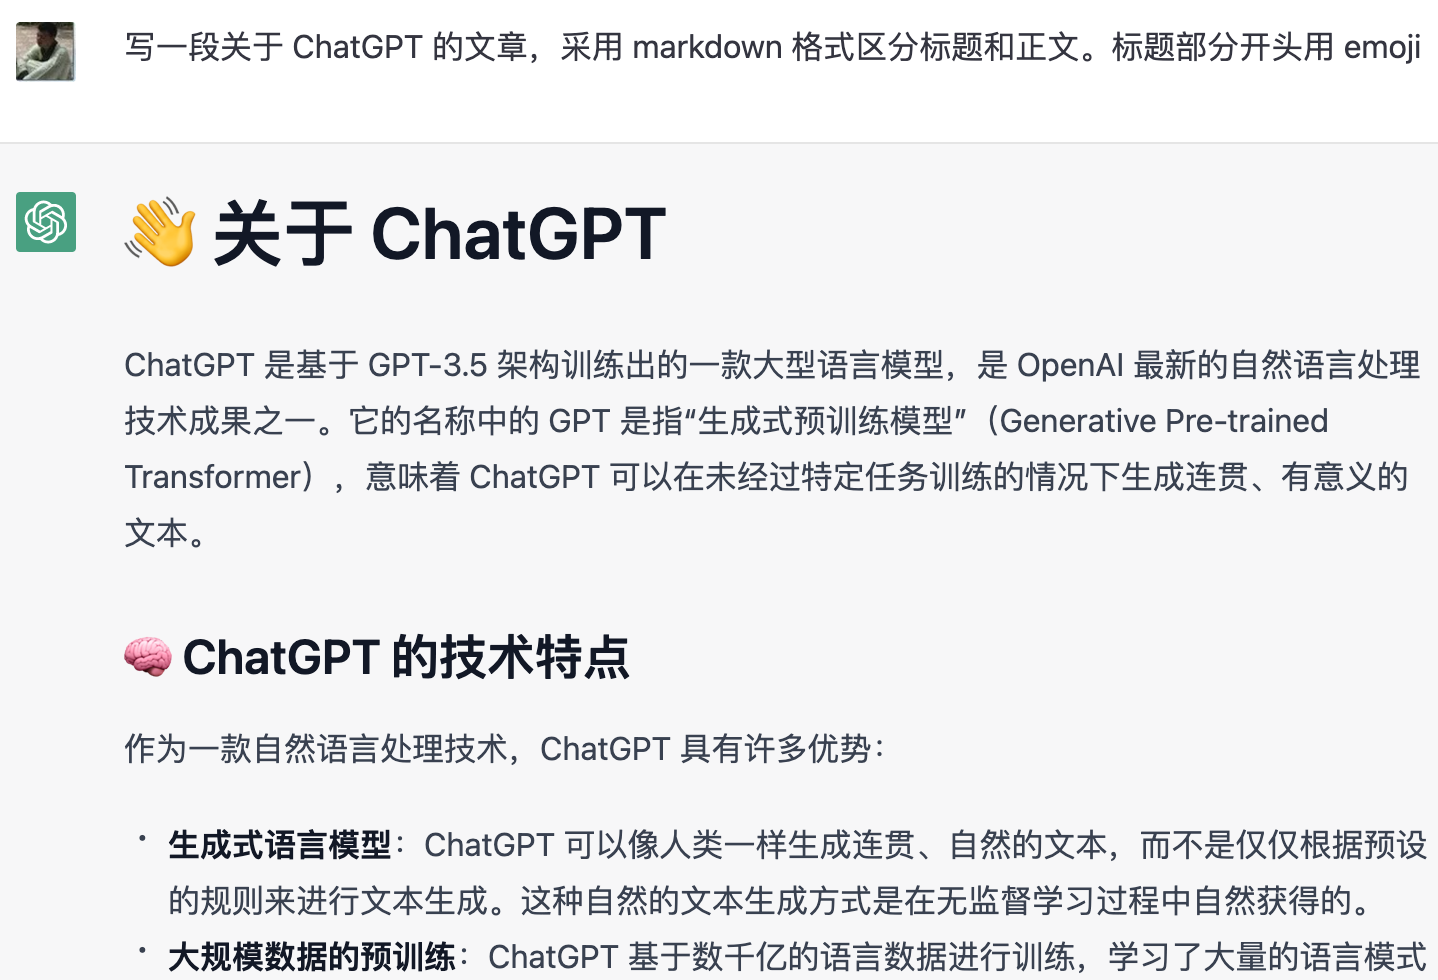 写一段关于 ChatGPT 的文章，采用 markdown 格式区分标题和正文。标题部分开头用 emoji
👋 关于 ChatGPT
ChatGPT 是基于 GPT-3.5 架构训练出的一款大型语言模型，是 OpenAI 最新的自然语言处理
技术成果之一。它的名称中的 GPT 是指“生成式预训练模型”（Generative Pre-trained
Transformer），意味着 ChatGPT 可以在未经过特定任务训练的情况下生成连贯、有意义的
文本。
🧠 ChatGPT 的技术特点
作为一款自然语言处理技术，ChatGPT 具有许多优势：
• 生成式语言模型：ChatGPT 可以像人类一样生成连贯、自然的文本，而不是仅仅根据预设
的规则来进行文本生成。这种自然的文本生成方式是在无监督学习过程中自然获得的。
• 大规模数据的预训练：ChatGPT 基于数千亿的语言数据进行训练，学习了大量的语言模式